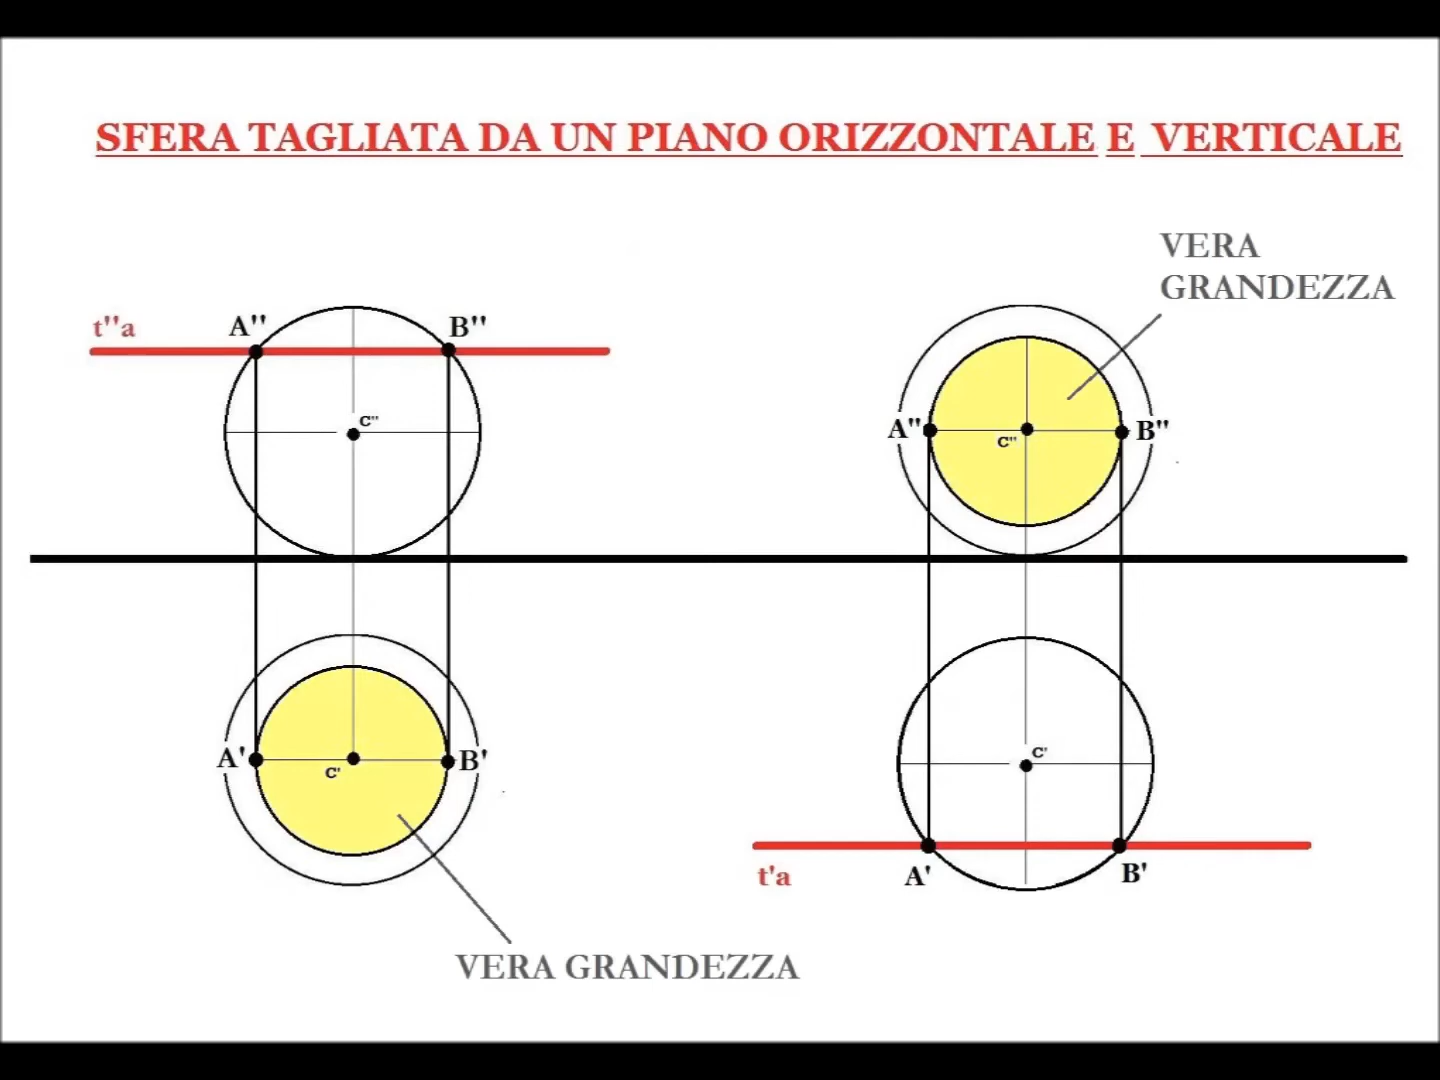 SFERA TAGLIATA DA UN PIANO ORIZZONTALE E VERTICALE
VERA
GRANDEZZA
t''a
A''
B''
C''
A''
C''
B''
A'
C'
B'
C'
t'a
A'
B'
VERA GRANDEZZA